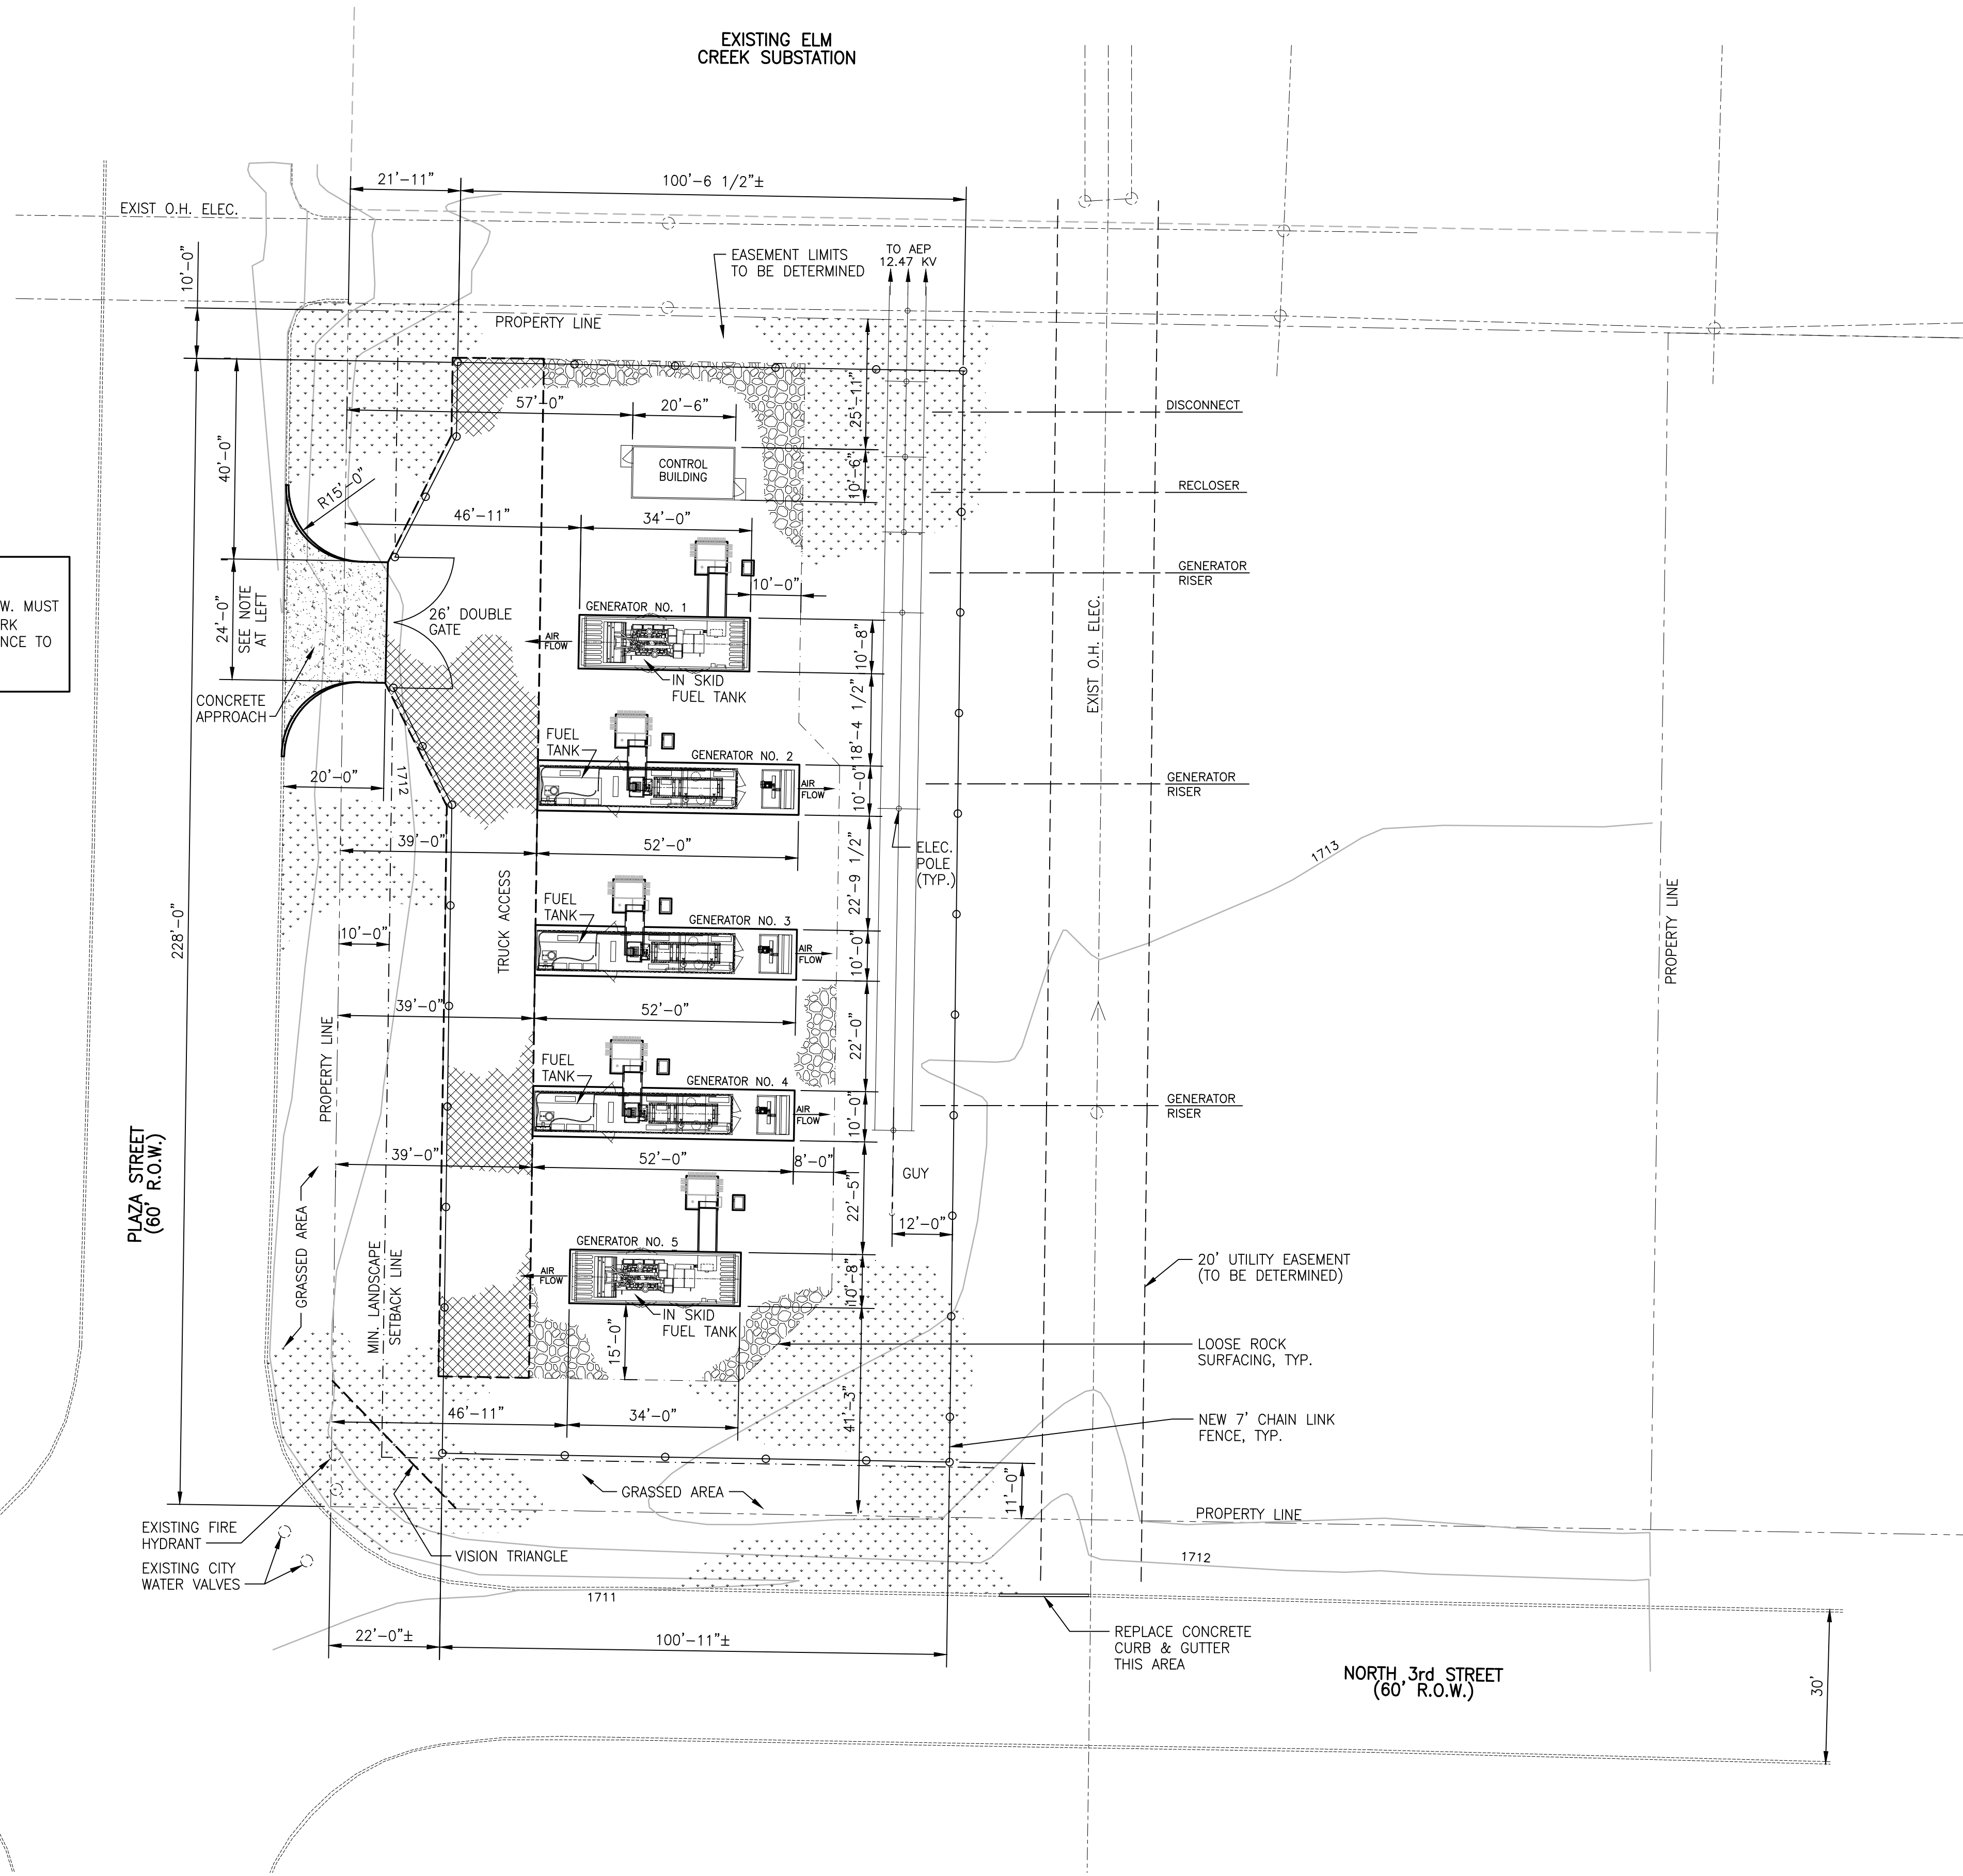 EXISTING ELM
CREEK SUBSTATION
21'-11"
100'-6 1/2"±
EXIST O.H. ELEC.
10'-0"
EASEMENT LIMITS
TO BE DETERMINED
TO AEP
12.47 KV
PROPERTY LINE
25'-11"
57'-0"
20'-6"
DISCONNECT
40'-0"
CONTROL
BUILDING
10'-6"
R15'-0"
RECLOSER
46'-11"
34'-0"
GENERATOR
RISER
W. MUST
RK
NCE TO
24'-0"
SEE NOTE
AT LEFT
26' DOUBLE
GATE
10'-0"
GENERATOR NO. 1
AIR
FLOW
10'-8"
IN SKID
FUEL TANK
EXIST O.H. ELEC.
CONCRETE
APPROACH
18'-4 1/2"
FUEL
TANK
GENERATOR NO. 2
20'-0"
1712
AIR
FLOW
10'-0"
GENERATOR
RISER
39'-0"
52'-0"
ELEC.
POLE
(TYP.)
1713
22'-9 1/2"
TRUCK ACCESS
FUEL
TANK
GENERATOR NO. 3
228'-0"
10'-0"
AIR
FLOW
10'-0"
PROPERTY LINE
39'-0"
52'-0"
22'-0"
PROPERTY LINE
FUEL
TANK
GENERATOR NO. 4
AIR
FLOW
10'-0"
GENERATOR
RISER
PLAZA STREET
(60' R.O.W.)
39'-0"
52'-0"
8'-0"
GUY
22'-5"
GRASSED AREA
12'-0"
GENERATOR NO. 5
MIN. LANDSCAPE
SETBACK LINE
AIR
FLOW
10'-8"
20' UTILITY EASEMENT
(TO BE DETERMINED)
IN SKID
FUEL TANK
15'-0"
LOOSE ROCK
SURFACING, TYP.
46'-11"
34'-0"
41'-3"
NEW 7' CHAIN LINK
FENCE, TYP.
GRASSED AREA
11'-0"
PROPERTY LINE
EXISTING FIRE
HYDRANT
VISION TRIANGLE
1712
EXISTING CITY
WATER VALVES
1711
22'-0"±
100'-11"±
REPLACE CONCRETE
CURB & GUTTER
THIS AREA
NORTH 3rd STREET
(60' R.O.W.)
30'